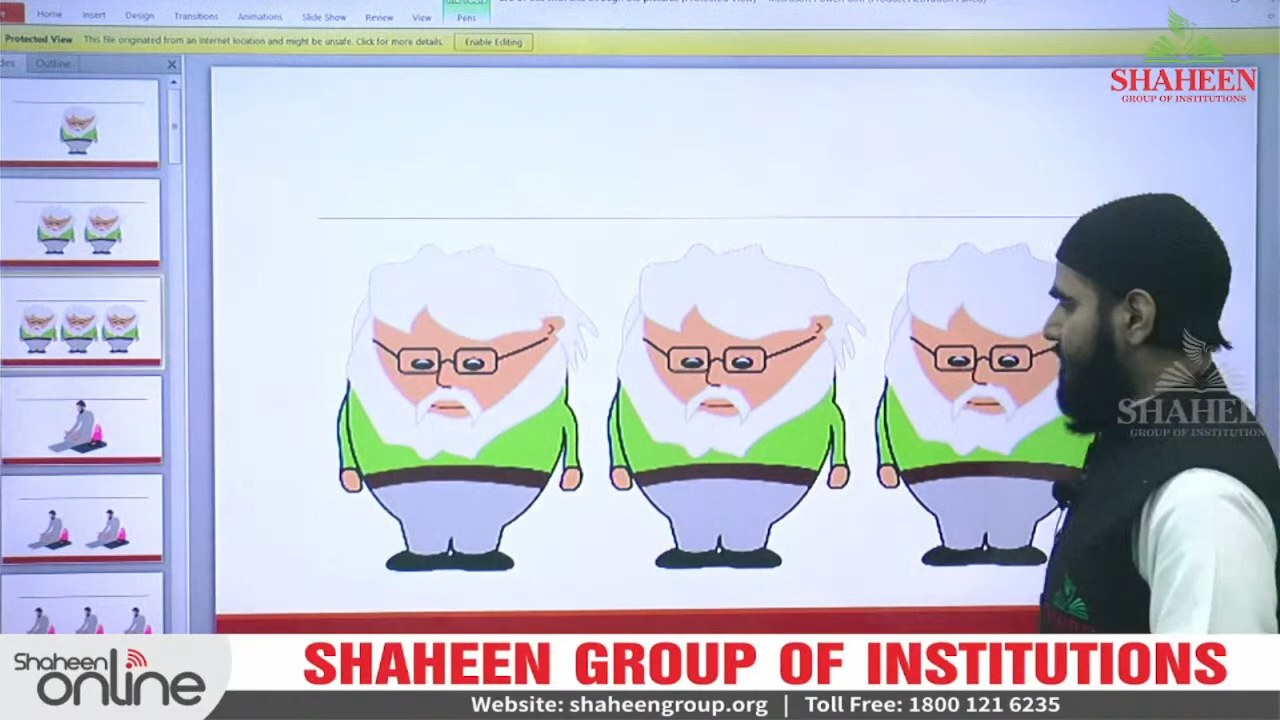 Home Insert Design Transitions Animations Slide Show Review View Pens
Protected View This file originated from an Internet location and might be unsafe. Click for more details. Enable Editing
Outline
SHAHEEN
GROUP OF INSTITUTIONS
SHAHEE
GROUP OF INSTITUTION
Shaheen
online
SHAHEEN GROUP OF INSTITUTIONS
Website: shaheengroup.org | Toll Free: 1800 121 6235